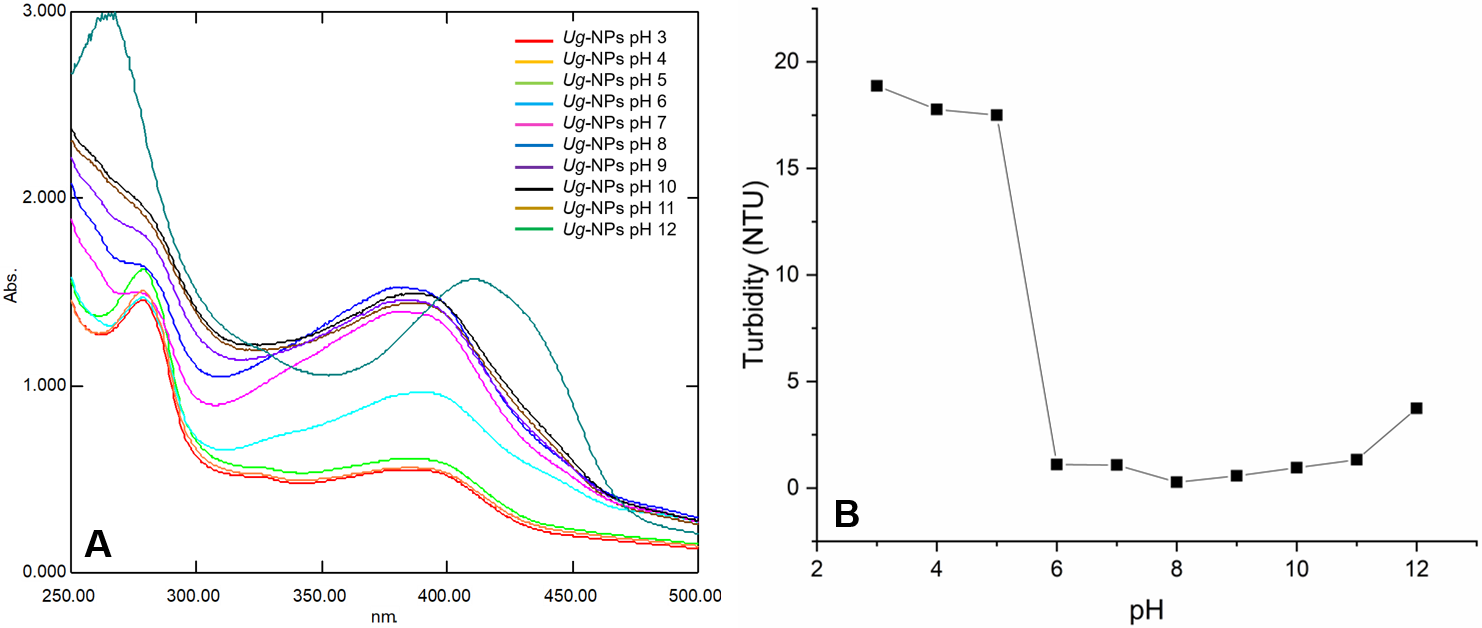 3.000
2.000
1.000
0.000
Abs.
250.00 300.00 350.00 400.00 450.00 500.00
nm.
Ug-NPs pH 3
Ug-NPs pH 4
Ug-NPs pH 5
Ug-NPs pH 6
Ug-NPs pH 7
Ug-NPs pH 8
Ug-NPs pH 9
Ug-NPs pH 10
Ug-NPs pH 11
Ug-NPs pH 12
A
20
15
10
5
0
Turbidity (NTU)
B
2 4 6 8 10 12
pH